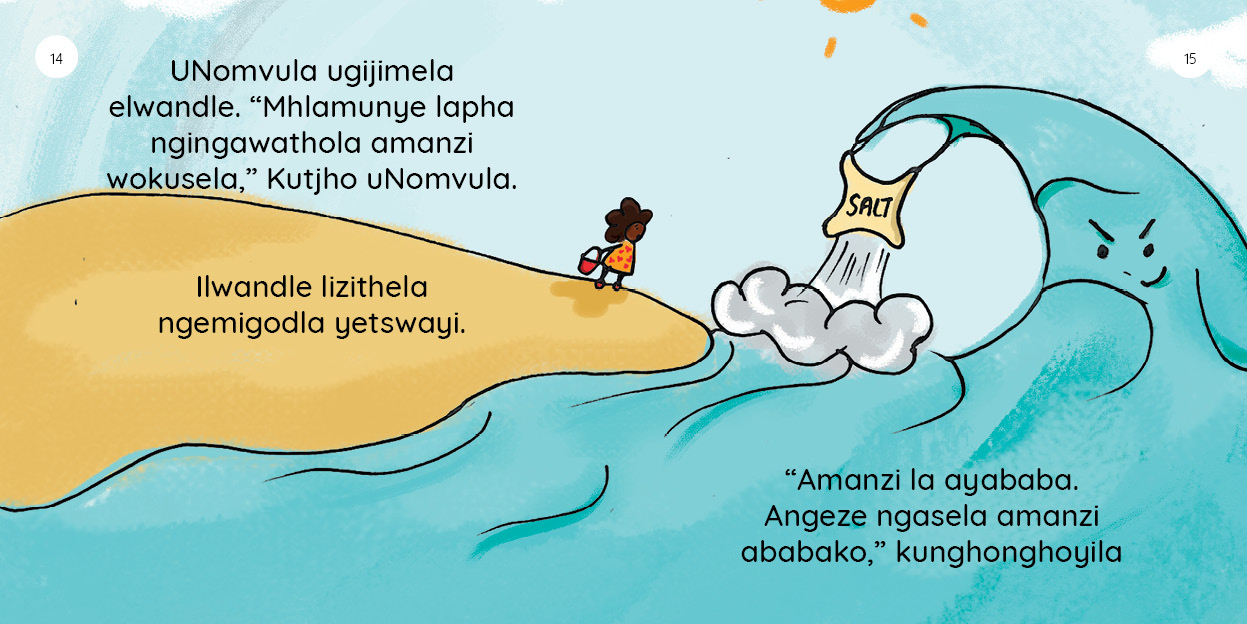 14
UNomvula ugijimela
elwandle. “Mhlamunye lapha
ngingawathola amanzi
wokusela,” Kutjho uNomvula.
Ilwandle lizithela
ngemigodla yetswayi.
15
SALT
“Amanzi la ayababa.
Angeze ngasela amanzi
ababako,” kunghonghoyila